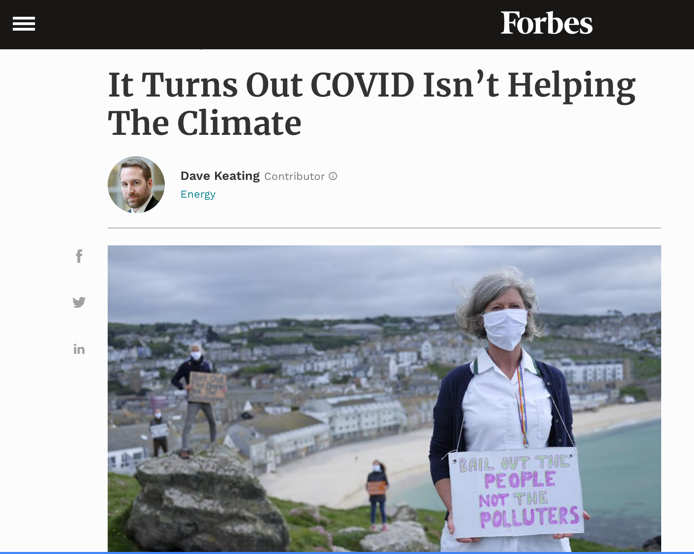 Forbes
It Turns Out COVID Isn’t Helping
The Climate
Dave Keating Contributor
Energy
BAIL OUT THE
PEOPLE
NOT THE
POLLUTERS